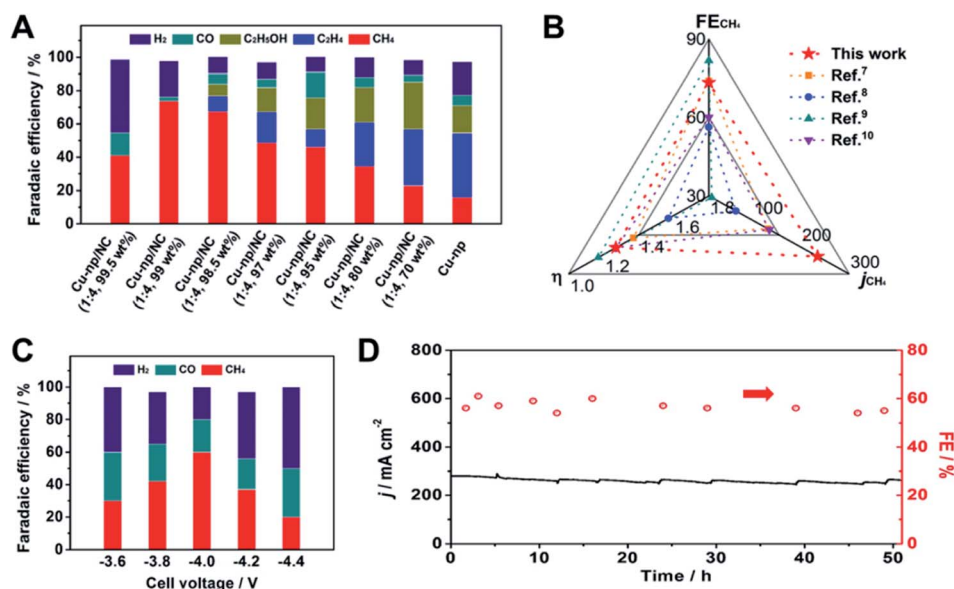 A
H₂ CO C₂H₅OH C₂H₄ CH₄
Faradaic efficiency / %
100
80
60
40
20
0
Cu-np/NC
(1:4, 99.5 wt%)
Cu-np/NC
(1:4, 99 wt%)
Cu-np/NC
(1:4, 98.5 wt%)
Cu-np/NC
(1:4, 97 wt%)
Cu-np/NC
(1:4, 95 wt%)
Cu-np/NC
(1:4, 80 wt%)
Cu-np/NC
(1:4, 70 wt%)
Cu-np
B
FECH₄
90
60
30
1.8
1.6
1.4
1.2
1.0
η
100
200
300
jCH₄
This work
Ref.⁷
Ref.⁸
Ref.⁹
Ref.¹⁰
C
H₂ CO CH₄
Faradaic efficiency / %
100
80
60
40
20
0
-3.6 -3.8 -4.0 -4.2 -4.4
Cell voltage / V
D
j / mA cm⁻²
800
600
400
200
0
0 10 20 30 40 50
Time / h
80
60
40
20
0
FE / %